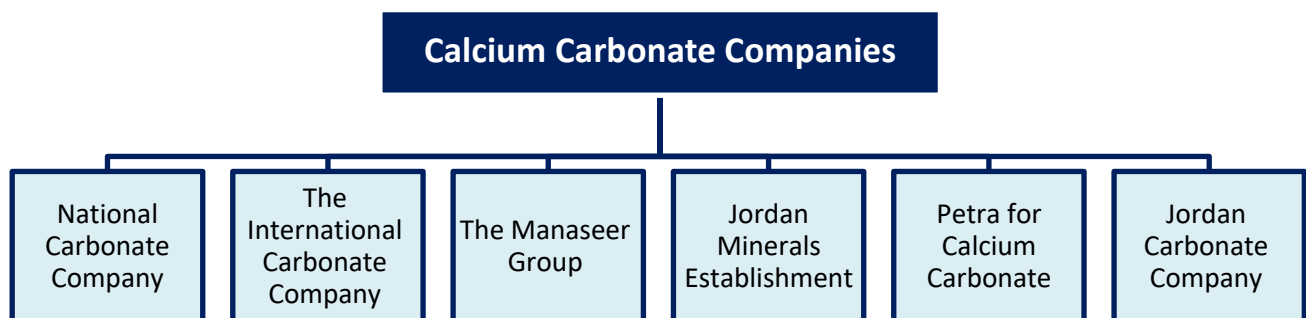 Calcium Carbonate Companies
National
Carbonate
Company
The
International
Carbonate
Company
The Manaseer
Group
Jordan
Minerals
Establishment
Petra for
Calcium
Carbonate
Jordan
Carbonate
Company